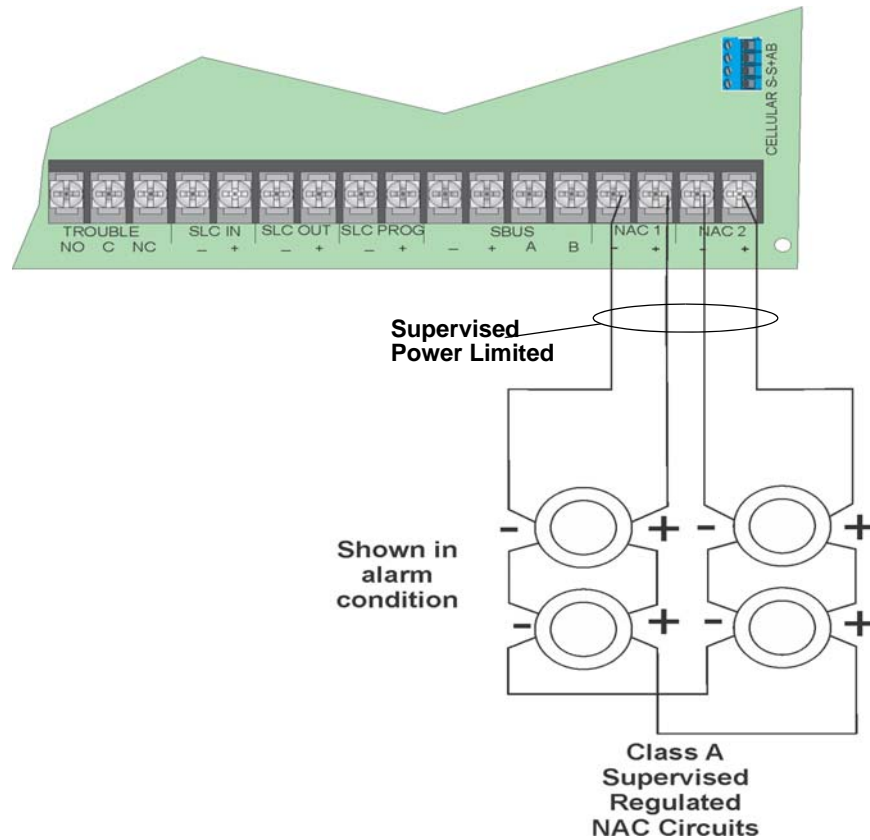 CELLULAR S-S+AB
TROUBLE SLC IN SLC OUT SLC PROG SBUS NAC 1 NAC 2
NO C NC – + – + – + – + A B - + - +
Supervised
Power Limited
Shown in
alarm
condition
- + - +
- + - +
Class A
Supervised
Regulated
NAC Circuits